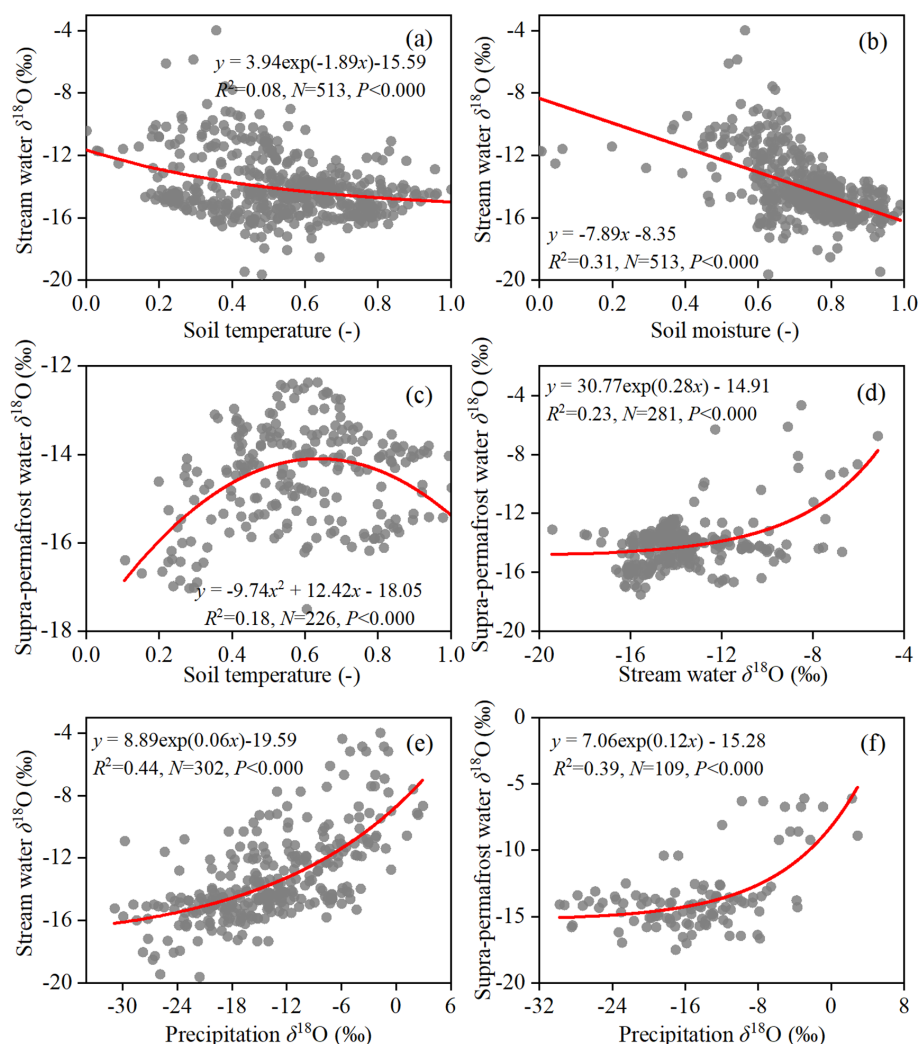 (a)
y = 3.94exp(-1.89x)-15.59
R²=0.08, N=513, P<0.000
Stream water δ¹⁸O (‰)
-4
-8
-12
-16
-20
0.0 0.2 0.4 0.6 0.8 1.0
Soil temperature (-)
(b)
y = -7.89x -8.35
R²=0.31, N=513, P<0.000
Stream water δ¹⁸O (‰)
-4
-8
-12
-16
-20
0.0 0.2 0.4 0.6 0.8 1.0
Soil moisture (-)
(c)
y = -9.74x² + 12.42x - 18.05
R²=0.18, N=226, P<0.000
Supra-permafrost water δ¹⁸O (‰)
-12
-14
-16
-18
0.0 0.2 0.4 0.6 0.8 1.0
Soil temperature (-)
(d)
y = 30.77exp(0.28x) - 14.91
R²=0.23, N=281, P<0.000
Supra-permafrost water δ¹⁸O (‰)
-4
-8
-12
-16
-20
-20 -16 -12 -8 -4
Stream water δ¹⁸O (‰)
(e)
y = 8.89exp(0.06x)-19.59
R²=0.44, N=302, P<0.000
Stream water δ¹⁸O (‰)
-4
-8
-12
-16
-20
-30 -24 -18 -12 -6 0 6
Precipitation δ¹⁸O (‰)
(f)
y = 7.06exp(0.12x) - 15.28
R²=0.39, N=109, P<0.000
Supra-permafrost water δ¹⁸O (‰)
0
-5
-10
-15
-20
-32 -24 -16 -8 0 8
Precipitation δ¹⁸O (‰)